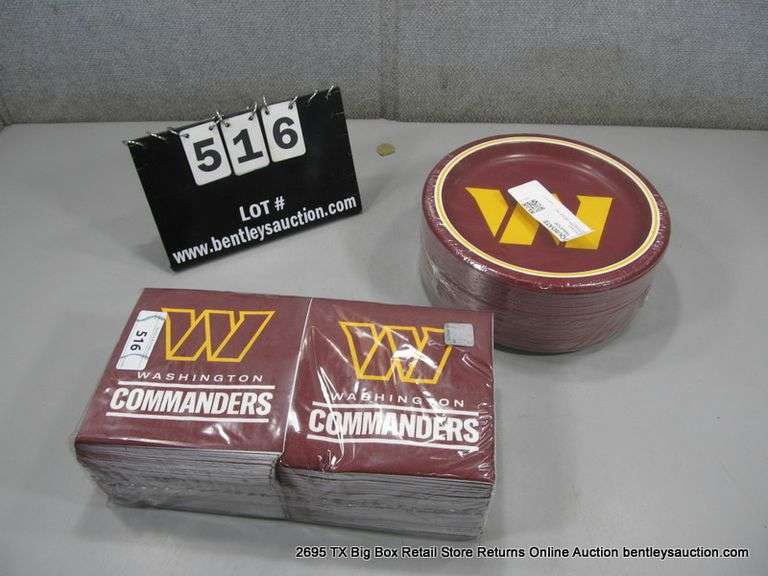 516
LOT #
www.bentleysauction.com
W
W
516
WASHINGTON
COMMANDERS
W
WASHINGTON
COMMANDERS
2695 TX Big Box Retail Store Returns Online Auction bentleysauction.com